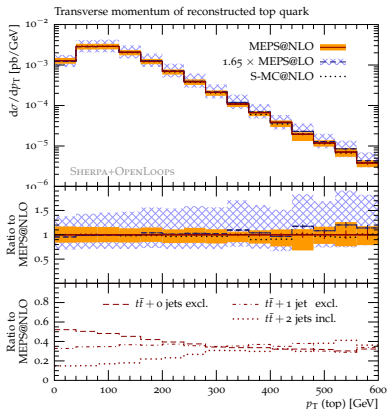 Transverse momentum of reconstructed top quark
MEPS@NLO
1.65 × MEPS@LO
S-MC@NLO
SHERPA+OPENLOOPS
dσ/dpT [pb/GeV]
10−2
10−3
10−4
10−5
10−6
Ratio to
MEPS@NLO
1.5
1
0.5
tt̄ + 0 jets excl.
tt̄ + 1 jet excl.
tt̄ + 2 jets incl.
Ratio to
MEPS@NLO
0.8
0.6
0.4
0.2
0
0 100 200 300 400 500 600
pT (top) [GeV]